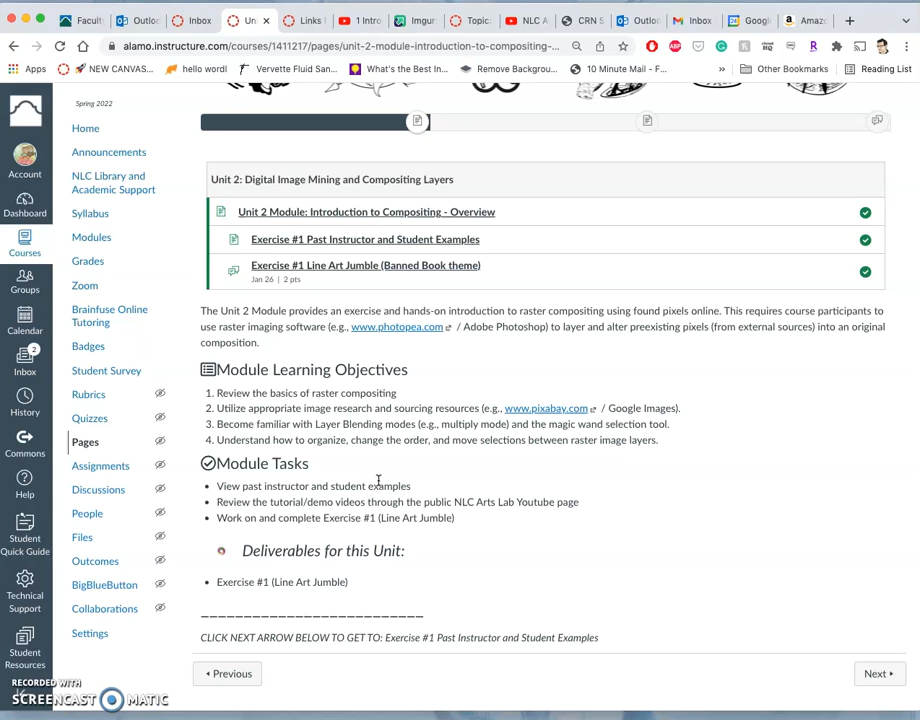 Facult
Outloo
Inbox
Un
Links f
1 Intro
Imgur
Topic:
NLC A
CRN S
Outloo
Inbox
Google
Amaz
alamo.instructure.com/courses/1411217/pages/unit-2-module-introduction-to-compositing-...
Apps
NEW CANVAS...
hello wordl
Vervette Fluid San...
What's the Best In...
Remove Backgrou...
10 Minute Mail - F...
»
Other Bookmarks
Reading List
Spring 2022
Account
Dashboard
Courses
Groups
Calendar
2
Inbox
History
Commons
Help
Student
Quick Guide
Technical
Support
Student
Resources
Home
Announcements
NLC Library and
Academic Support
Syllabus
Modules
Grades
Zoom
Brainfuse Online
Tutoring
Badges
Student Survey
Rubrics
Quizzes
Pages
Assignments
Discussions
People
Files
Outcomes
BigBlueButton
Collaborations
Settings
Unit 2: Digital Image Mining and Compositing Layers
Unit 2 Module: Introduction to Compositing - Overview
Exercise #1 Past Instructor and Student Examples
Exercise #1 Line Art Jumble (Banned Book theme)
Jan 26 | 2 pts
The Unit 2 Module provides an exercise and hands-on introduction to raster compositing using found pixels online. This requires course participants to
use raster imaging software (e.g., www.photopea.com / Adobe Photoshop) to layer and alter preexisting pixels (from external sources) into an original
composition.
Module Learning Objectives
1. Review the basics of raster compositing
2. Utilize appropriate image research and sourcing resources (e.g., www.pixabay.com / Google Images).
3. Become familiar with Layer Blending modes (e.g., multiply mode) and the magic wand selection tool.
4. Understand how to organize, change the order, and move selections between raster image layers.
Module Tasks
• View past instructor and student examples
• Review the tutorial/demo videos through the public NLC Arts Lab Youtube page
• Work on and complete Exercise #1 (Line Art Jumble)
Deliverables for this Unit:
• Exercise #1 (Line Art Jumble)
__________________________
CLICK NEXT ARROW BELOW TO GET TO: Exercise #1 Past Instructor and Student Examples
Previous
Next
RECORDED WITH
SCREENCAST MATIC